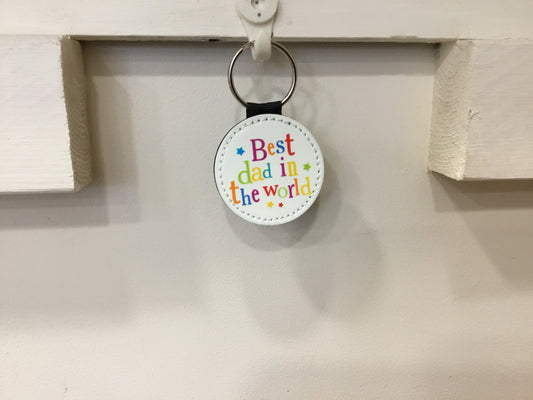 Best
dad in
the world